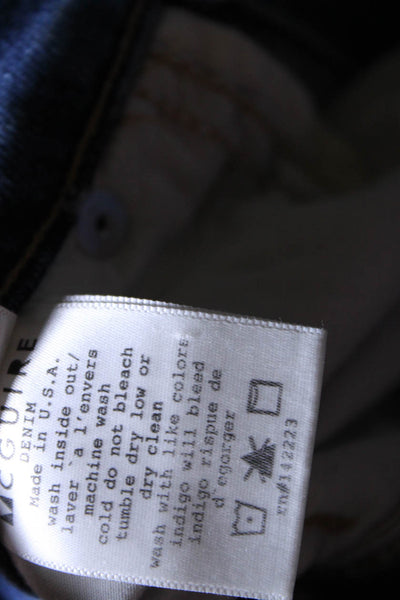 McGUIRE
DENIM
Made in U.S.A.
wash inside out/
laver `a l'envers
machine wash
cold do not bleach
tumble dry low or
dry clean
wash with like colors
indigo will bleed
indigo rispue de
d'egorger
rn#142223